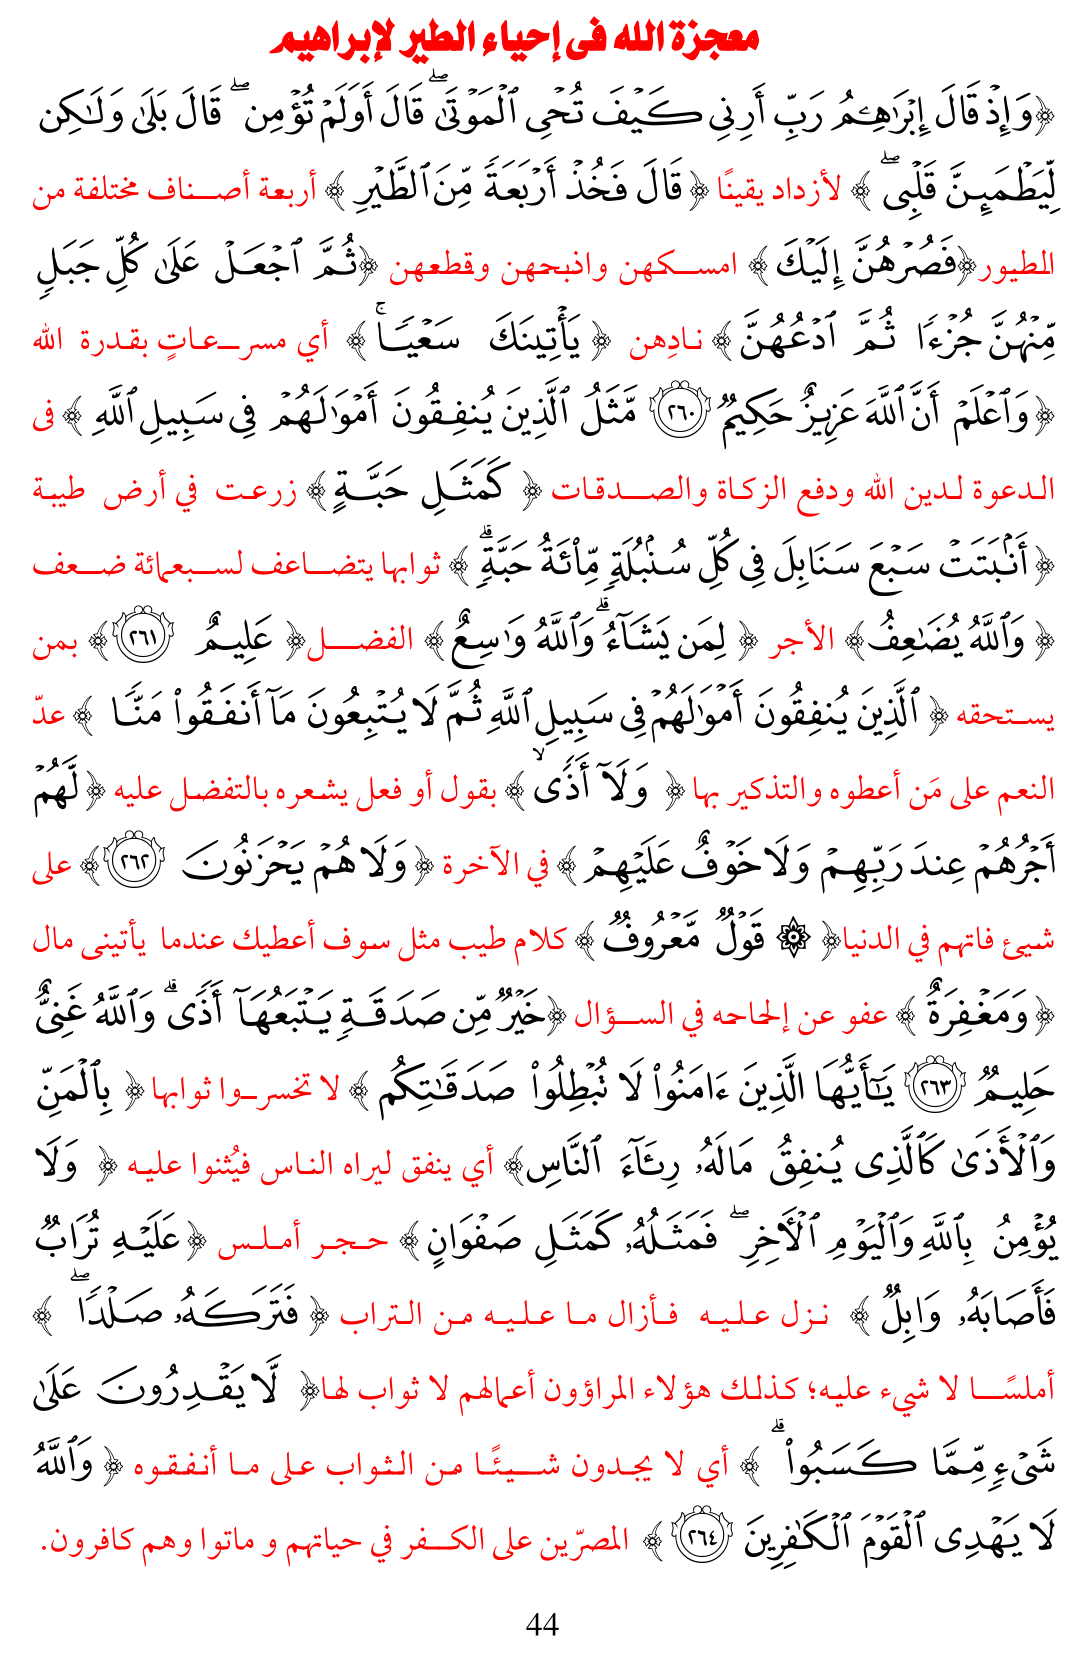 معجزة الله فى إحياء الطير لإبراهيم
﴿وَإِذْ قَالَ إِبْرَٰهِـۧمُ رَبِّ أَرِنِي كَيْفَ تُحْيِ ٱلْمَوْتَىٰۖ قَالَ أَوَلَمْ تُؤْمِنۖ قَالَ بَلَىٰ وَلَٰكِن
لِّيَطْمَئِنَّ قَلْبِيۖ ﴾ لأزداد يقينًا ﴿قَالَ فَخُذْ أَرْبَعَةً مِّنَ ٱلطَّيْرِ ﴾ أربعة أصناف مختلفة من
الطيور﴿فَصُرْهُنَّ إِلَيْكَ﴾ امسكهن واذبحهن وقطعهن ﴿ثُمَّ ٱجْعَلْ عَلَىٰ كُلِّ جَبَلٍ
مِّنْهُنَّ جُزْءًا ثُمَّ ٱدْعُهُنَّ ﴾ نادِهن ﴿ يَأْتِينَكَ سَعْيًاۚ ﴾ أي مسرعاتٍ بقدرة الله
﴿وَٱعْلَمْ أَنَّ ٱللَّهَ عَزِيزٌ حَكِيمٌ ٢٦٠ مَّثَلُ ٱلَّذِينَ يُنفِقُونَ أَمْوَٰلَهُمْ فِي سَبِيلِ ٱللَّهِ ﴾ فى
الدعوة لدين الله ودفع الزكاة والصدقات ﴿ كَمَثَلِ حَبَّةٍ﴾ زرعت في أرض طيبة
﴿أَنۢبَتَتْ سَبْعَ سَنَابِلَ فِي كُلِّ سُنۢبُلَةٍ مِّاْئَةُ حَبَّةٍۗ ﴾ ثوابها يتضاعف لسبعمائة ضعف
﴿ وَٱللَّهُ يُضَٰعِفُ﴾ الأجر ﴿ لِمَن يَشَآءُۗ وَٱللَّهُ وَٰسِعٌ﴾ الفضل﴿ عَلِيمٌ ٢٦١﴾ بمن
يستحقه ﴿ ٱلَّذِينَ يُنفِقُونَ أَمْوَٰلَهُمْ فِي سَبِيلِ ٱللَّهِ ثُمَّ لَا يُتْبِعُونَ مَآ أَنفَقُواْ مَنًّا ﴾ عدّ
النعم على مَن أعطوه والتذكير بها ﴿ وَلَآ أَذًىۙ﴾ بقول أو فعل يشعره بالتفضل عليه ﴿لَّهُمْ
أَجْرُهُمْ عِندَ رَبِّهِمْ وَلَا خَوْفٌ عَلَيْهِمْ ﴾ في الآخرة ﴿وَلَا هُمْ يَحْزَنُونَ ٢٦٢﴾ على
شيئ فاتهم في الدنيا﴿ ۞ قَوْلٌ مَّعْرُوفٌ ﴾ كلام طيب مثل سوف أعطيك عندما يأتينى مال
﴿ وَمَغْفِرَةٌ ﴾ عفو عن إلحاحه في السؤال ﴿خَيْرٌ مِّن صَدَقَةٍ يَتْبَعُهَآ أَذًىۗ وَٱللَّهُ غَنِيٌّ
حَلِيمٌ ٢٦٣ يَٰٓأَيُّهَا ٱلَّذِينَ ءَامَنُواْ لَا تُبْطِلُواْ صَدَقَٰتِكُم ﴾ لا تخسروا ثوابها ﴿ بِٱلْمَنِّ
وَٱلْأَذَىٰ كَٱلَّذِي يُنفِقُ مَالَهُۥ رِئَآءَ ٱلنَّاسِ﴾ أي ينفق ليراه الناس فيُثنوا عليه ﴿ وَلَا
يُؤْمِنُ بِٱللَّهِ وَٱلْيَوْمِ ٱلْأٓخِرِۖ فَمَثَلُهُۥ كَمَثَلِ صَفْوَانٍ﴾ حجر أملس ﴿عَلَيْهِ تُرَابٌ
فَأَصَابَهُۥ وَابِلٌ ﴾ نزل عليه فأزال ما عليه من التراب ﴿ فَتَرَكَهُۥ صَلْدًاۖ ﴾
أملسًا لا شيء عليه؛ كذلك هؤلاء المراؤون أعمالهم لا ثواب لها﴿ لَّا يَقْدِرُونَ عَلَىٰ
شَيْءٍ مِّمَّا كَسَبُواْۗ ﴾ أي لا يجدون شيئًا من الثواب على ما أنفقوه ﴿ وَٱللَّهُ
لَا يَهْدِي ٱلْقَوْمَ ٱلْكَٰفِرِينَ ٢٦٤ ﴾ المصرّين على الكفر في حياتهم و ماتوا وهم كافرون.
44